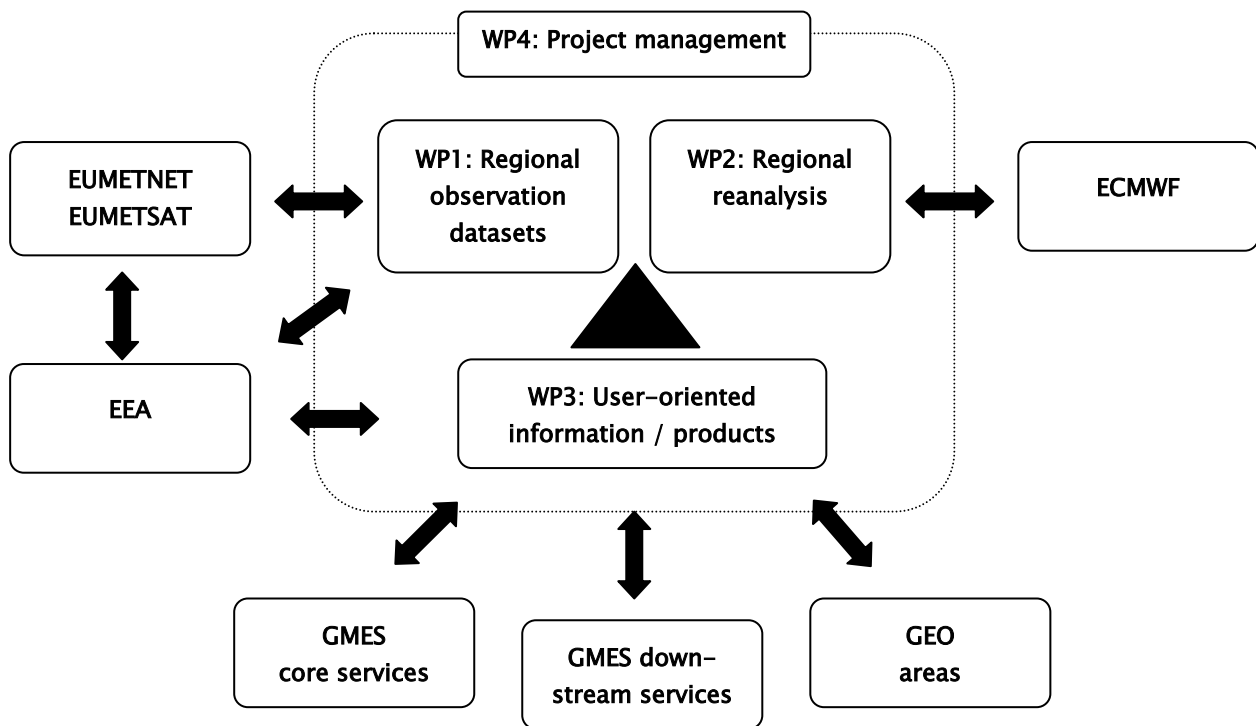 WP4: Project management
WP1: Regional
observation
datasets
WP2: Regional
reanalysis
EUMETNET
EUMETSAT
ECMWF
EEA
WP3: User-oriented
information / products
GMES
core services
GMES down-
stream services
GEO
areas